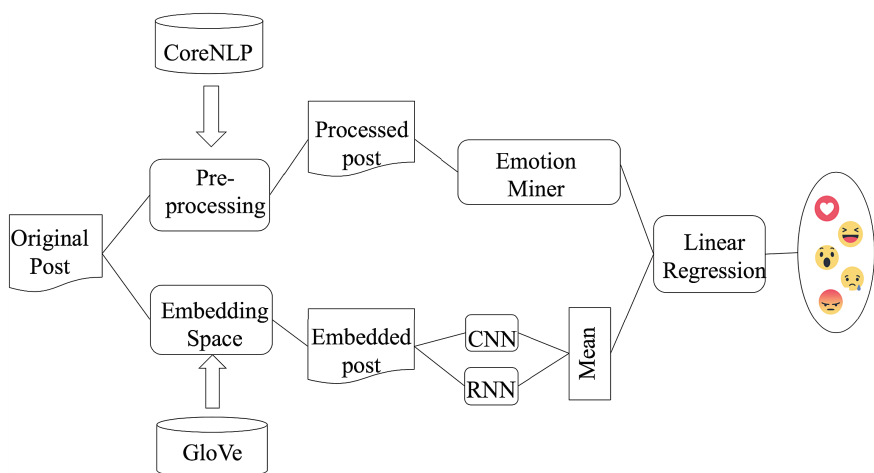 CoreNLP
Processed
post
Emotion
Miner
Pre-
processing
Original
Post
Linear
Regression
Embedding
Space
Embedded
post
CNN
RNN
Mean
GloVe